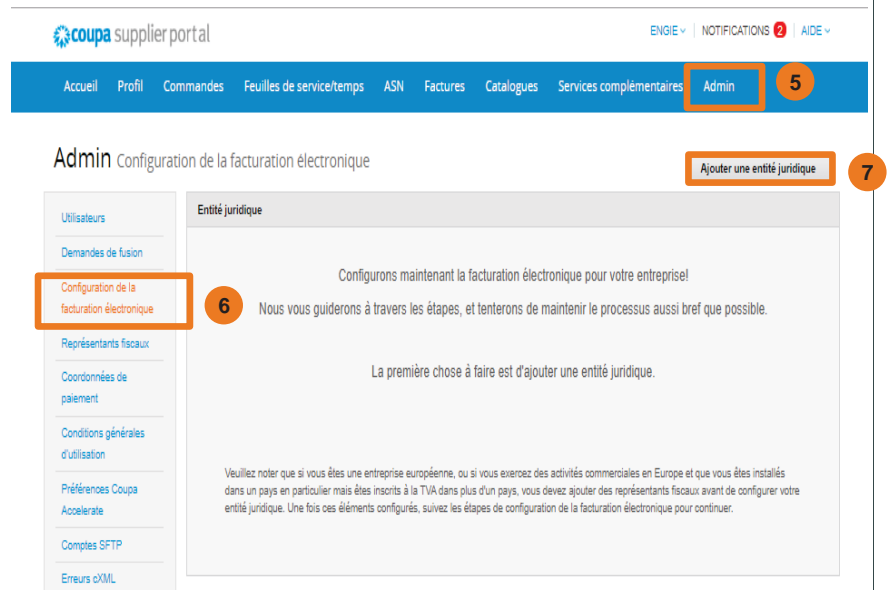 coupa supplier portal
ENGIE NOTIFICATIONS 2 AIDE
Accueil Profil Commandes Feuilles de service/temps ASN Factures Catalogues Services complémentaires Admin
5
Admin Configuration de la facturation électronique
Ajouter une entité juridique
7
Utilisateurs
Demandes de fusion
Configuration de la
facturation électronique
6
Représentants fiscaux
Coordonnées de
paiement
Conditions générales
d'utilisation
Préférences Coupa
Accelerate
Comptes SFTP
Erreurs cXML
Entité juridique
Configurons maintenant la facturation électronique pour votre entreprise!
Nous vous guiderons à travers les étapes, et tenterons de maintenir le processus aussi bref que possible.
La première chose à faire est d'ajouter une entité juridique.
Veuillez noter que si vous êtes une entreprise européenne, ou si vous exercez des activités commerciales en Europe et que vous êtes installés
dans un pays en particulier mais êtes inscrits à la TVA dans plus d'un pays, vous devez ajouter des représentants fiscaux avant de configurer votre
entité juridique. Une fois ces éléments configurés, suivez les étapes de configuration de la facturation électronique pour continuer.